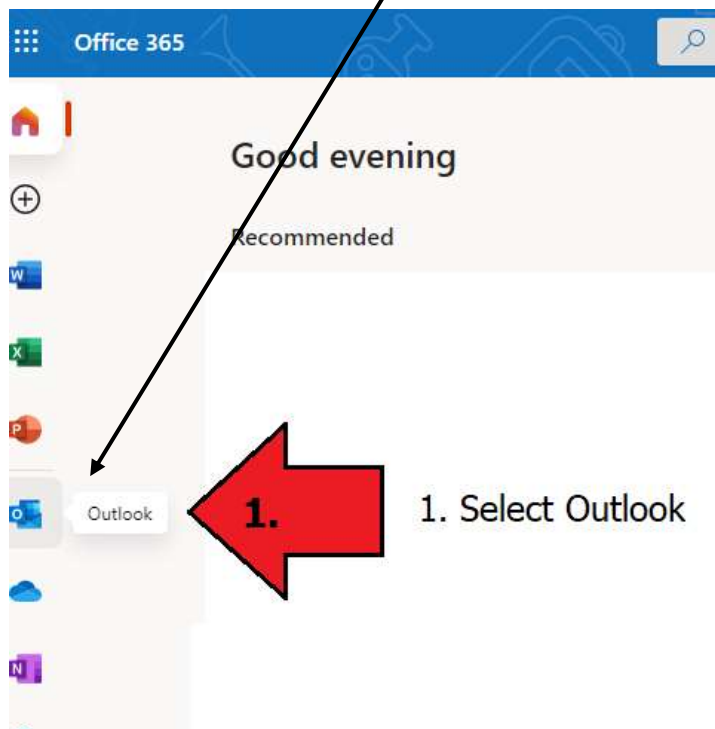 Office 365
Good evening
Recommended
W
X
P
O
Outlook
1.
1. Select Outlook
N